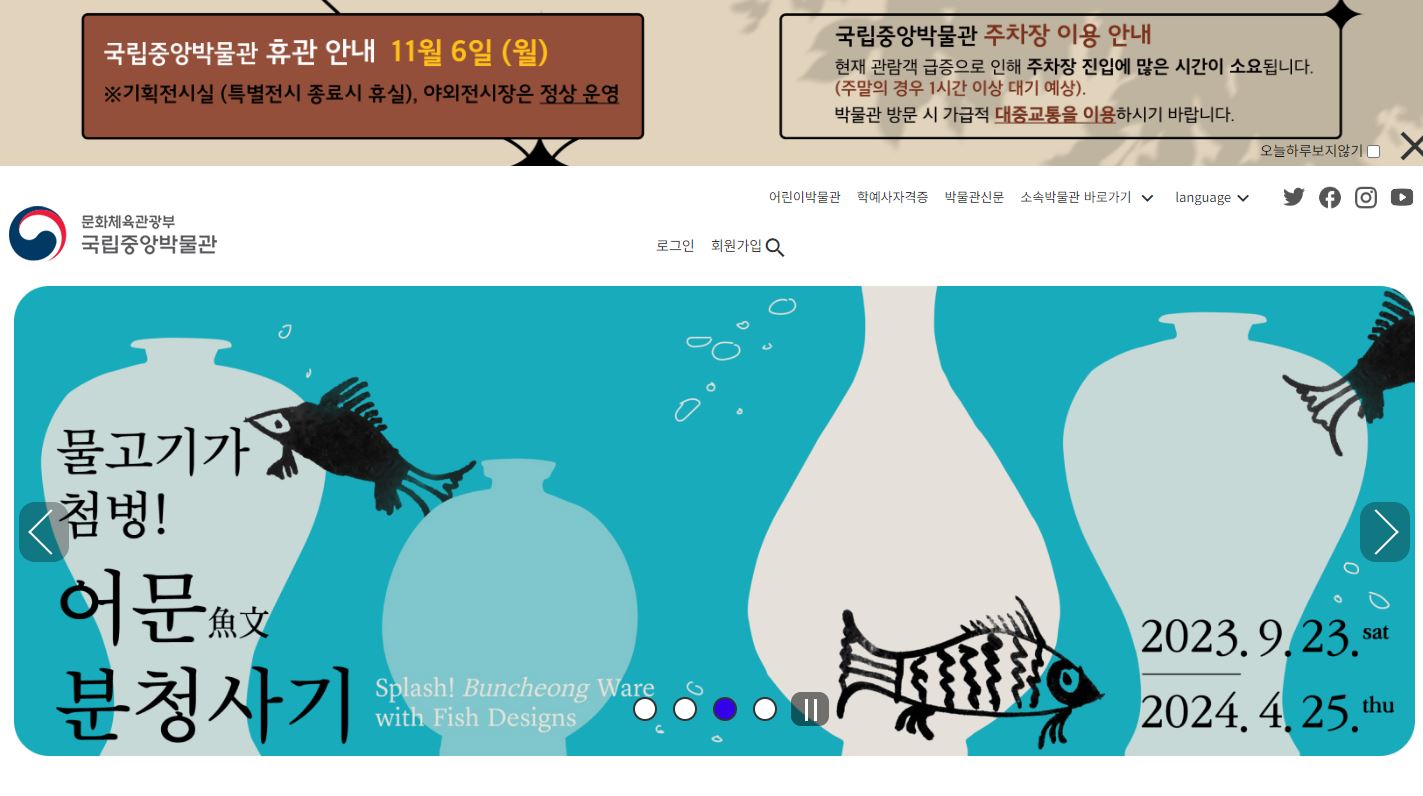 국립중앙박물관 휴관 안내 11월 6일 (월)
※기획전시실 (특별전시 종료시 휴실), 야외전시장은 정상 운영
국립중앙박물관 주차장 이용 안내
현재 관람객 급증으로 인해 주차장 진입에 많은 시간이 소요됩니다.
(주말의 경우 1시간 이상 대기 예상).
박물관 방문 시 가급적 대중교통을 이용하시기 바랍니다.
오늘하루보지않기
어린이박물관 학예사자격증 박물관신문 소속박물관 바로가기 language
문화체육관광부
국립중앙박물관
로그인 회원가입
물고기가
첨벙!
어문魚文
분청사기
Splash! Buncheong Ware
with Fish Designs
2023. 9. 23. sat
2024. 4. 25. thu